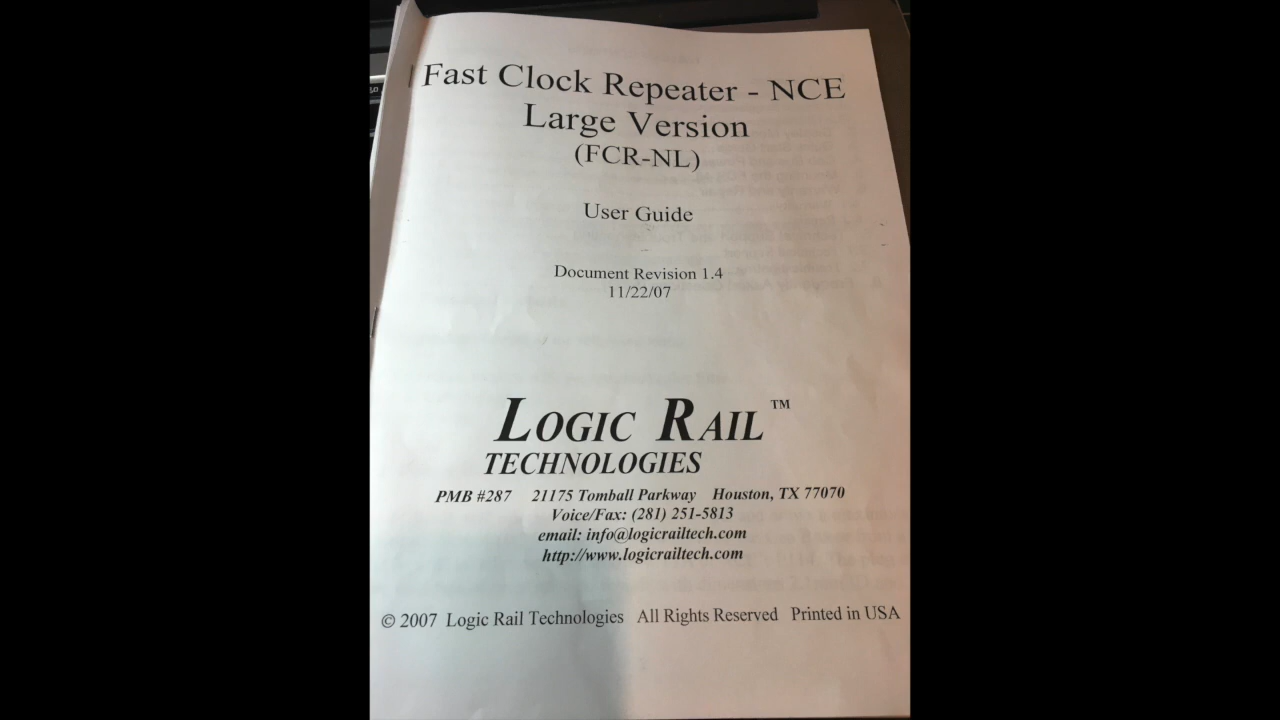 Fast Clock Repeater - NCE
Large Version
(FCR-NL)
User Guide
Document Revision 1.4
11/22/07
LOGIC RAIL ™
TECHNOLOGIES
PMB #287 21175 Tomball Parkway Houston, TX 77070
Voice/Fax: (281) 251-5813
email: info@logicrailtech.com
http://www.logicrailtech.com
© 2007 Logic Rail Technologies All Rights Reserved Printed in USA